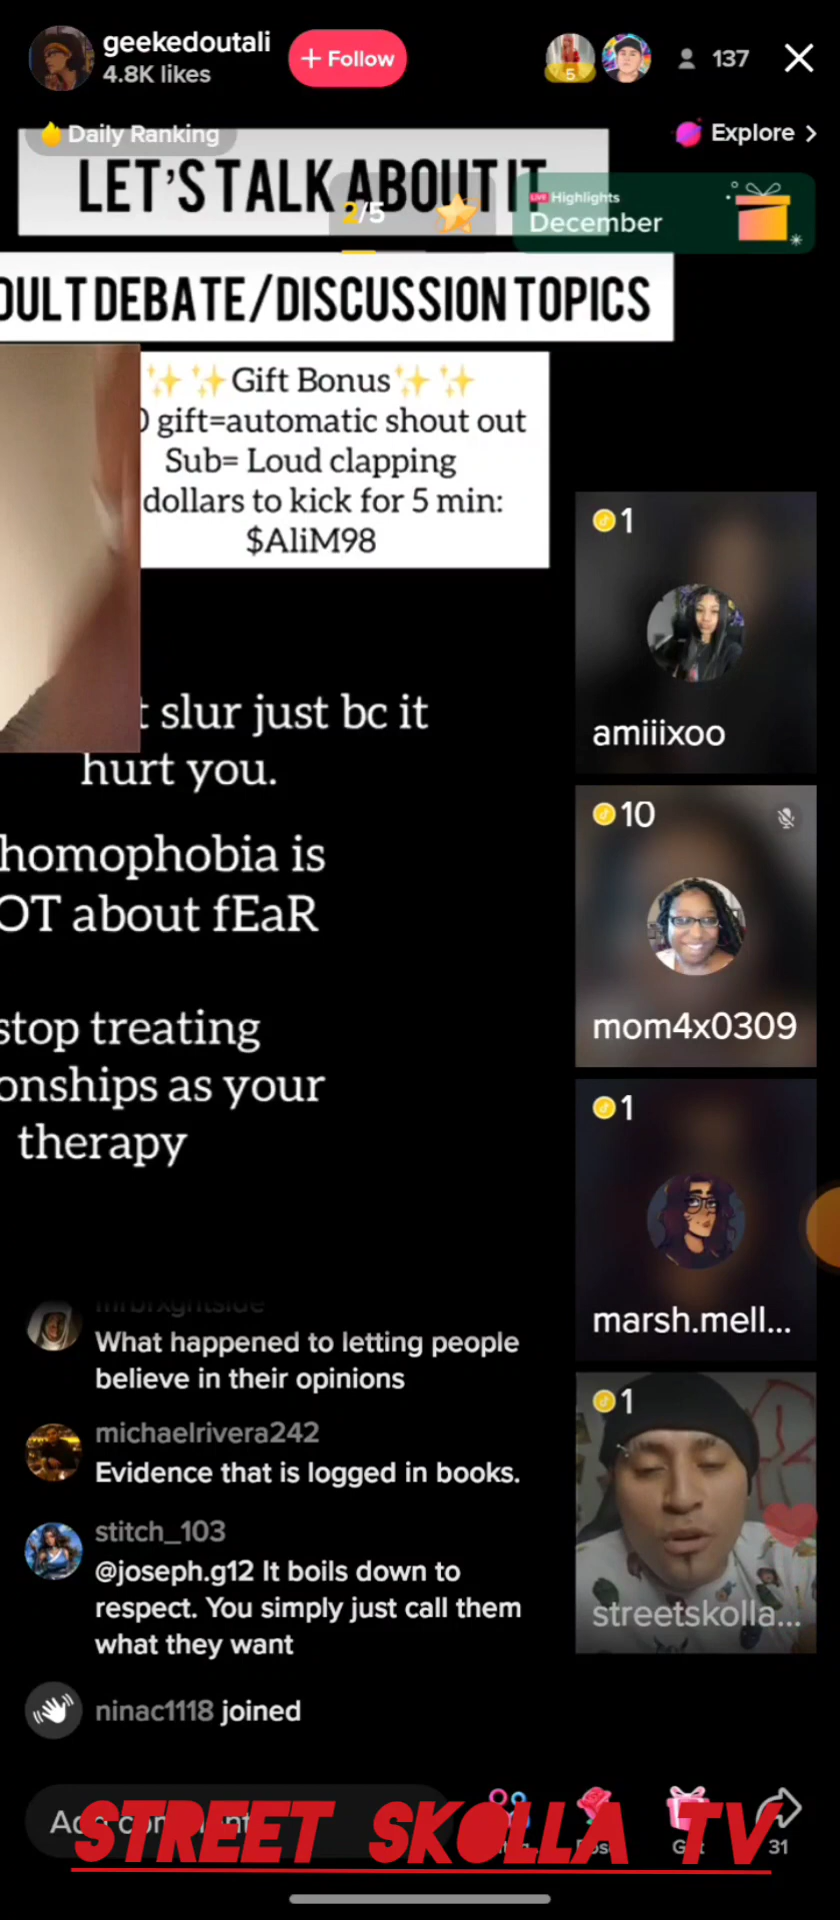 geekedoutali
4.8K likes
+ Follow
5
137
Daily Ranking
Explore >
LET'S TALK ABOUT IT
2/5
LIVE Highlights
December
DULT DEBATE/DISCUSSION TOPICS
✨ ✨Gift Bonus✨ ✨
gift=automatic shout out
Sub= Loud clapping
dollars to kick for 5 min:
$AliM98
1
amiiixoo
t slur just bc it
hurt you.
10
homophobia is
OT about fEaR
mom4x0309
stop treating
onships as your
therapy
1
marsh.mell...
What happened to letting people
believe in their opinions
1
michaelrivera242
Evidence that is logged in books.
stitch_103
@joseph.g12 It boils down to
respect. You simply just call them
what they want
streetskolla...
ninac1118 joined
STREET SKOLLA TV
31